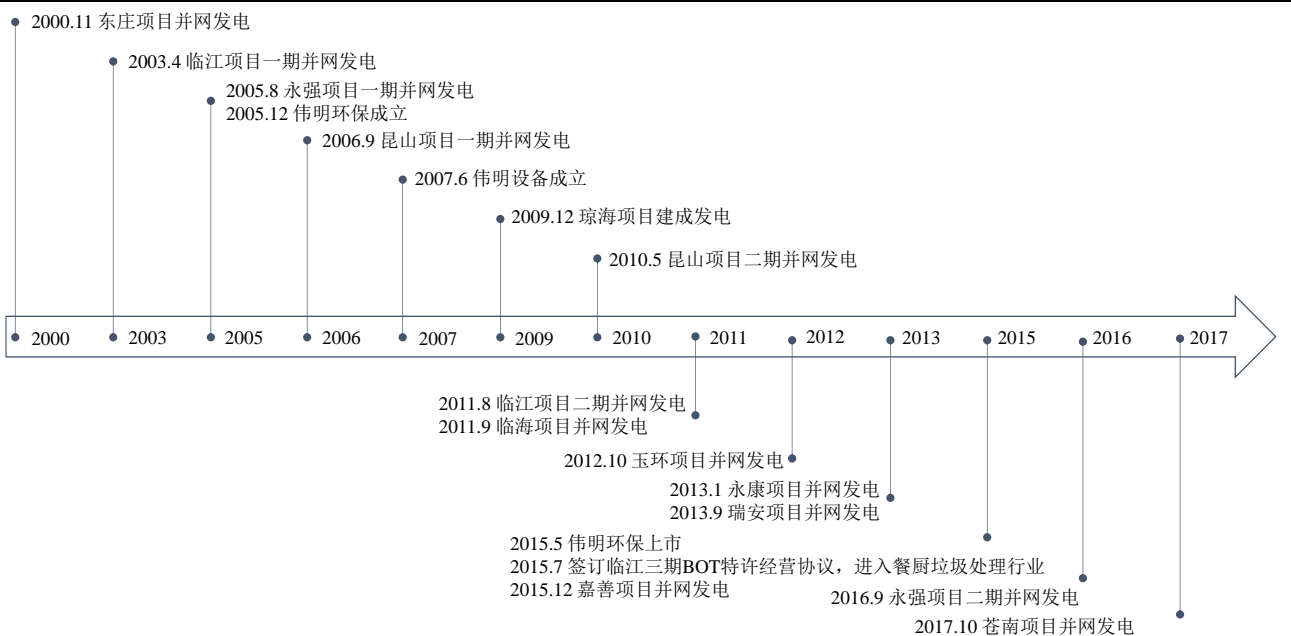 2000.11 东庄项目并网发电
2003.4 临江项目一期并网发电
2005.8 永强项目一期并网发电
2005.12 伟明环保成立
2006.9 昆山项目一期并网发电
2007.6 伟明设备成立
2009.12 琼海项目建成发电
2010.5 昆山项目二期并网发电
2000 2003 2005 2006 2007 2009 2010 2011 2012 2013 2015 2016 2017
2011.8 临江项目二期并网发电
2011.9 临海项目并网发电
2012.10 玉环项目并网发电
2013.1 永康项目并网发电
2013.9 瑞安项目并网发电
2015.5 伟明环保上市
2015.7 签订临江三期BOT特许经营协议，进入餐厨垃圾处理行业
2015.12 嘉善项目并网发电
2016.9 永强项目二期并网发电
2017.10 苍南项目并网发电